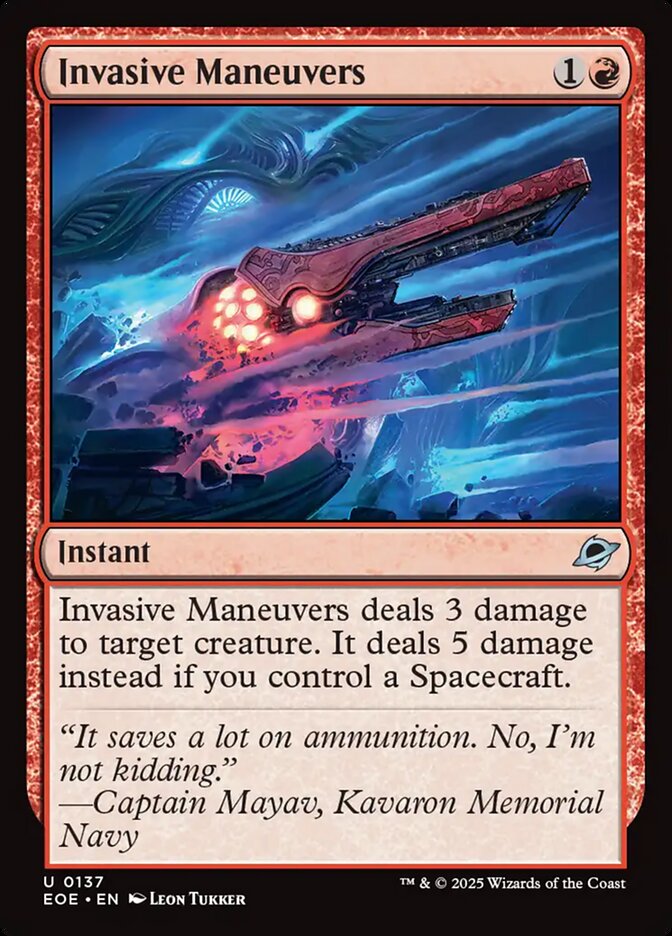 Invasive Maneuvers 1
Instant
Invasive Maneuvers deals 3 damage
to target creature. It deals 5 damage
instead if you control a Spacecraft.
“It saves a lot on ammunition. No, I’m
not kidding.”
—Captain Mayav, Kavaron Memorial
Navy
U 0137
EOE • EN Leon Tukker
™ & © 2025 Wizards of the Coast